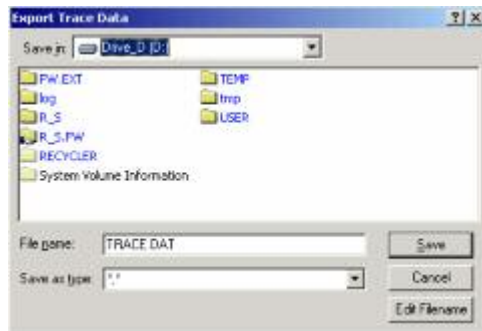 Export Trace Data
Save in: Drive_D (D:)
FW.EXT
log
R_S
R_S.FW
RECYCLER
System Volume Information
TEMP
tmp
USER
File name: TRACE.DAT Save
Save as type: *.* Cancel
Edit Filename